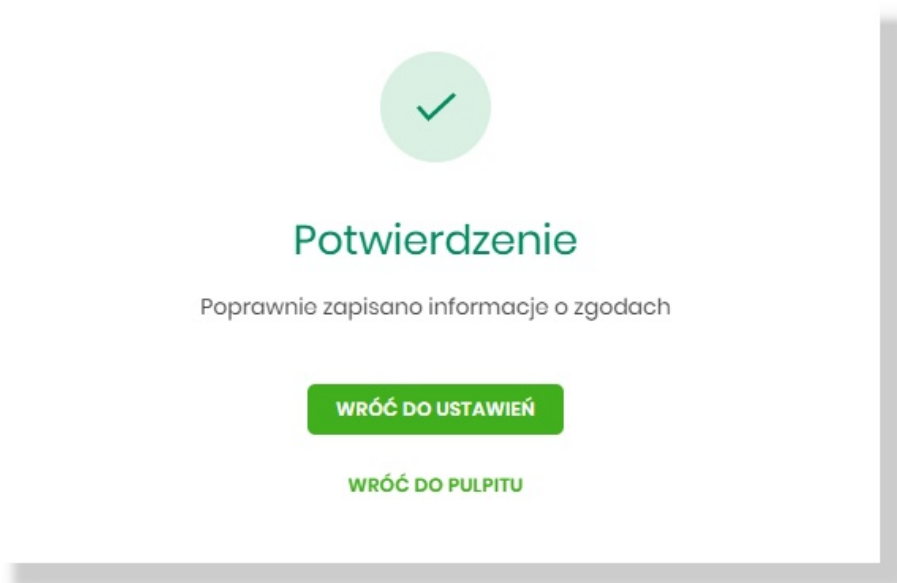 Potwierdzenie
Poprawnie zapisano informacje o zgodach
WRÓĆ DO USTAWIEŃ
WRÓĆ DO PULPITU